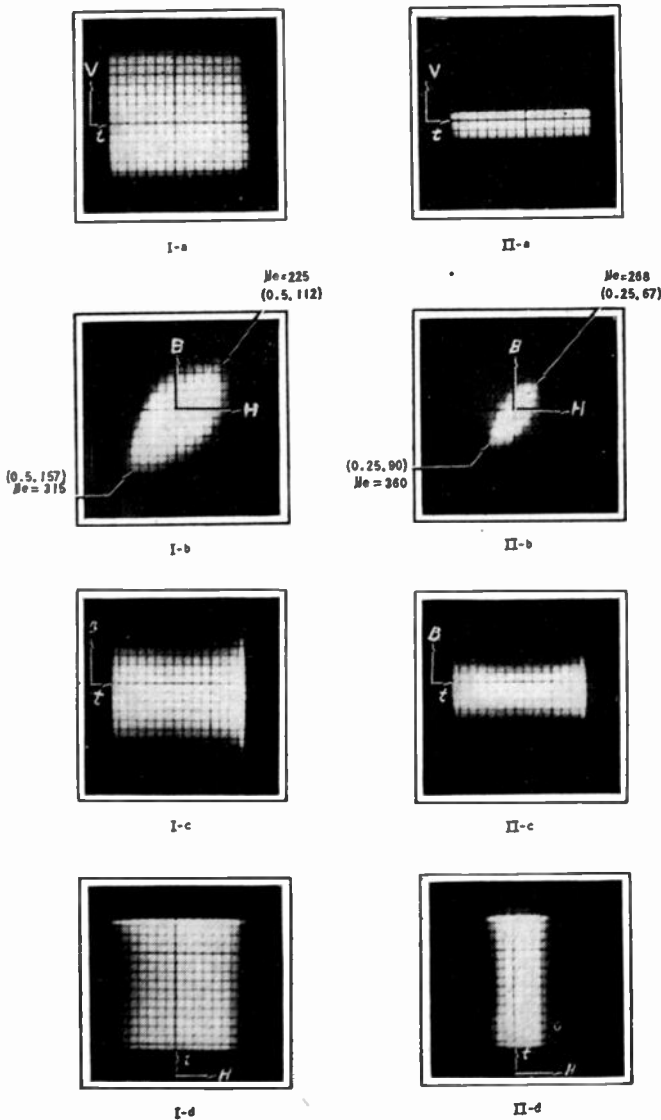 V
t
I-a
V
t
II-a
μe=225
(0.5, 112)
B
H
(0.5, 157)
μe=315
I-b
μe=268
(0.25, 67)
B
H
(0.25, 90)
μe=360
II-b
B
t
I-c
B
t
II-c
t
H
I-d
t
H
II-d